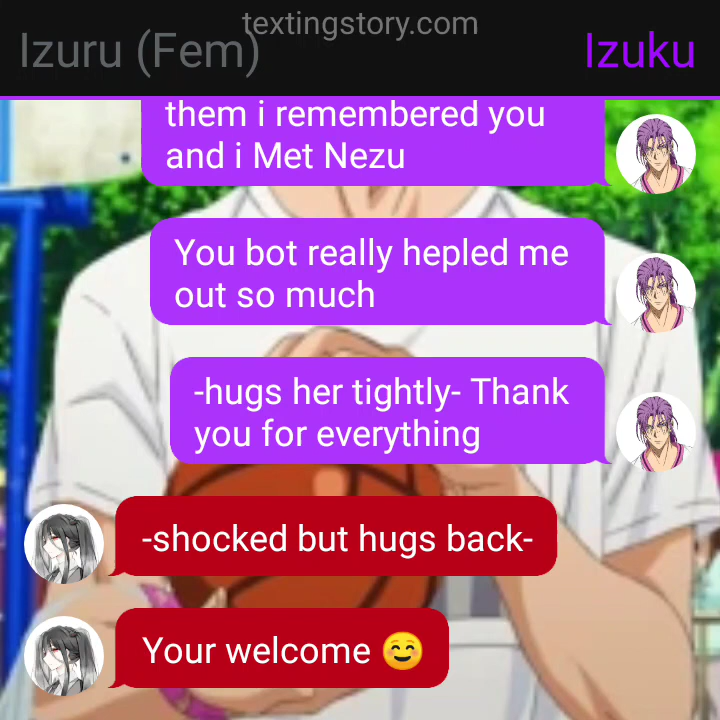 textingstory.com
Izuru (Fem)
Izuku
them i remembered you
and i Met Nezu
You bot really hepled me
out so much
-hugs her tightly- Thank
you for everything
-shocked but hugs back-
Your welcome ☺️